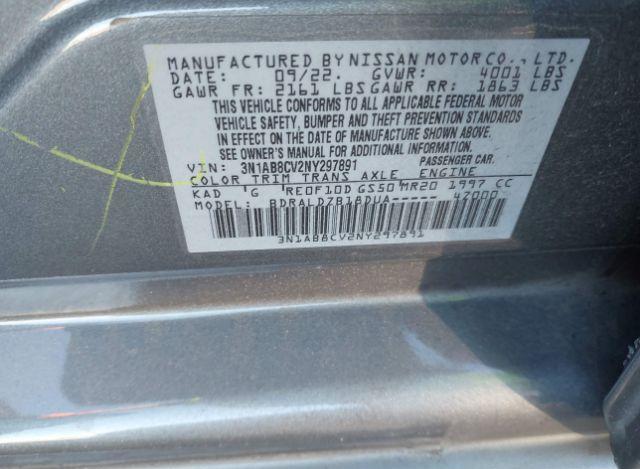 MANUFACTURED BY NISSAN MOTOR CO., LTD.
DATE: 09/22. GVWR: 4001 LBS
GAWR FR: 2161 LBS GAWR RR: 1863 LBS
THIS VEHICLE CONFORMS TO ALL APPLICABLE FEDERAL MOTOR
VEHICLE SAFETY, BUMPER AND THEFT PREVENTION STANDARDS
IN EFFECT ON THE DATE OF MANUFACTURE SHOWN ABOVE.
SEE OWNER'S MANUAL FOR ADDITIONAL INFORMATION.
VIN: 3N1AB8CV2NY297891 PASSENGER CAR.
COLOR TRIM TRANS AXLE ENGINE
KAD 'G 'RE0F10D GS50 MR20 1997 CC
MODEL: BDRALDZB18DUA----- 42000
3N1AB8CV2NY297891